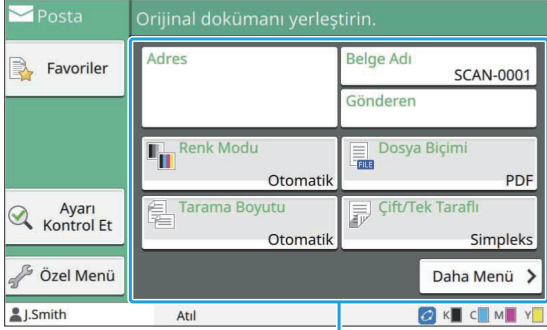 Posta
Orijinal dokümanı yerleştirin.
Favoriler
Adres
Belge Adı
SCAN-0001
Gönderen
Renk Modu
Otomatik
Dosya Biçimi
FILE
PDF
Tarama Boyutu
Otomatik
Çift/Tek Taraflı
Simpleks
Ayarı
Kontrol Et
Özel Menü
Daha Menü
J.Smith
Atıl
K C M Y